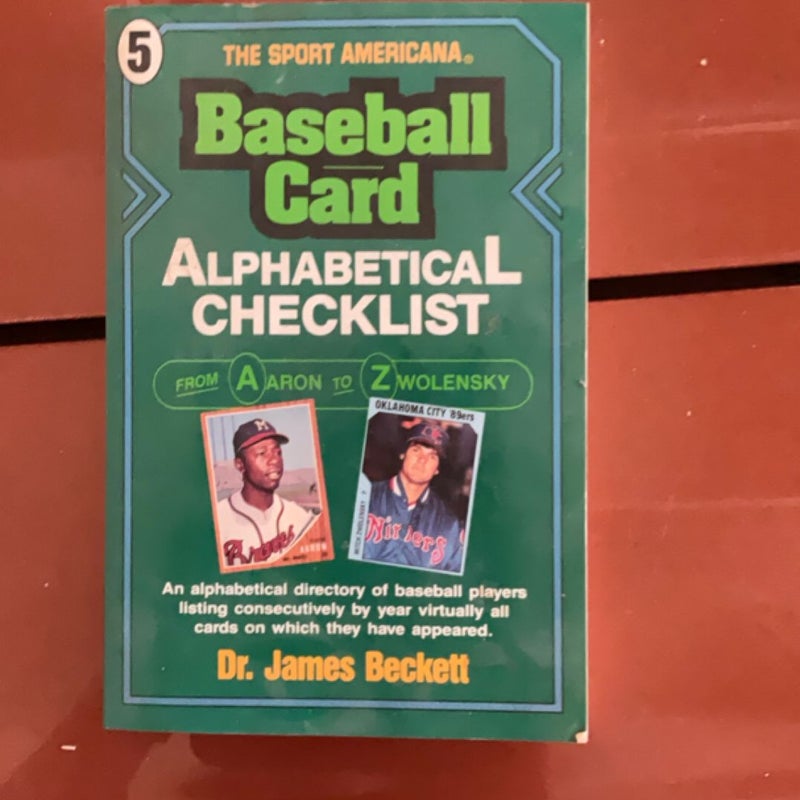 5
THE SPORT AMERICANA®
Baseball
Card
ALPHABETICAL
CHECKLIST
FROM AARON TO ZWOLENSKY
OKLAHOMA CITY '89ers
MITCH ZWOLENSKY P
Braves
AARON
An alphabetical directory of baseball players
listing consecutively by year virtually all
cards on which they have appeared.
Dr. James Beckett